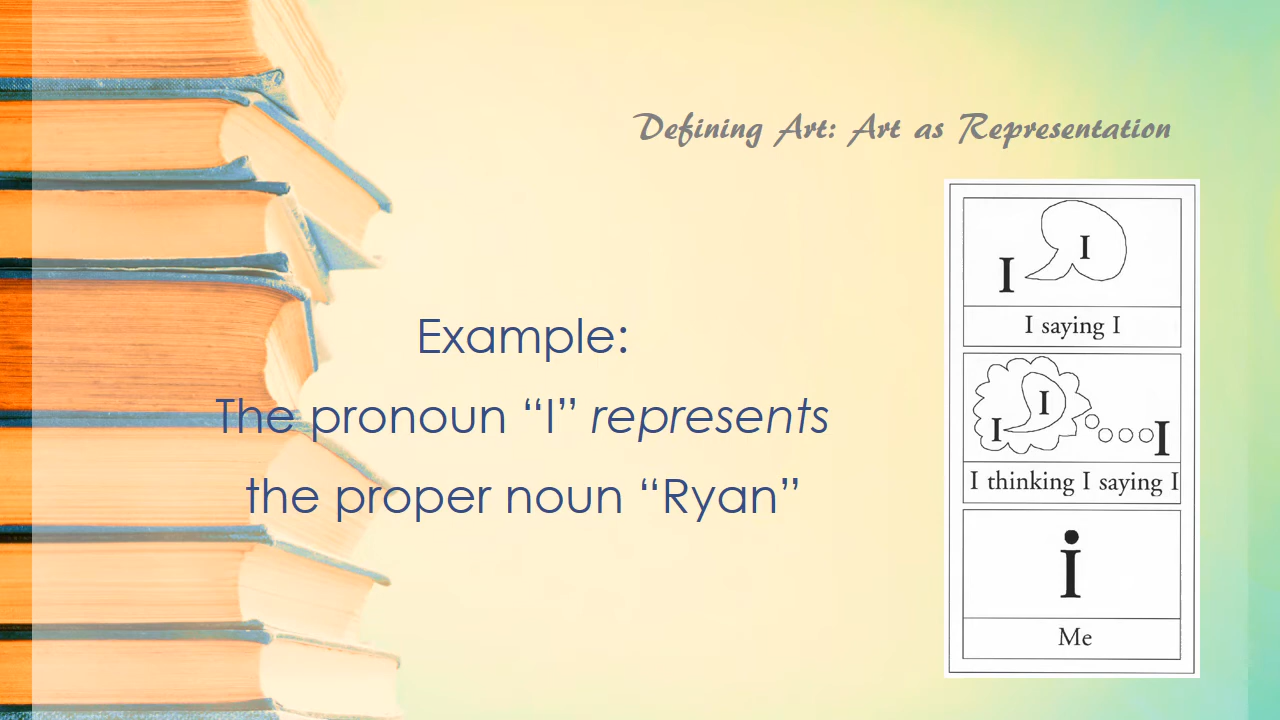 Defining Art: Art as Representation
Example:
The pronoun “I” represents
the proper noun “Ryan”
I I
I saying I
I I I
I thinking I saying I
i
Me